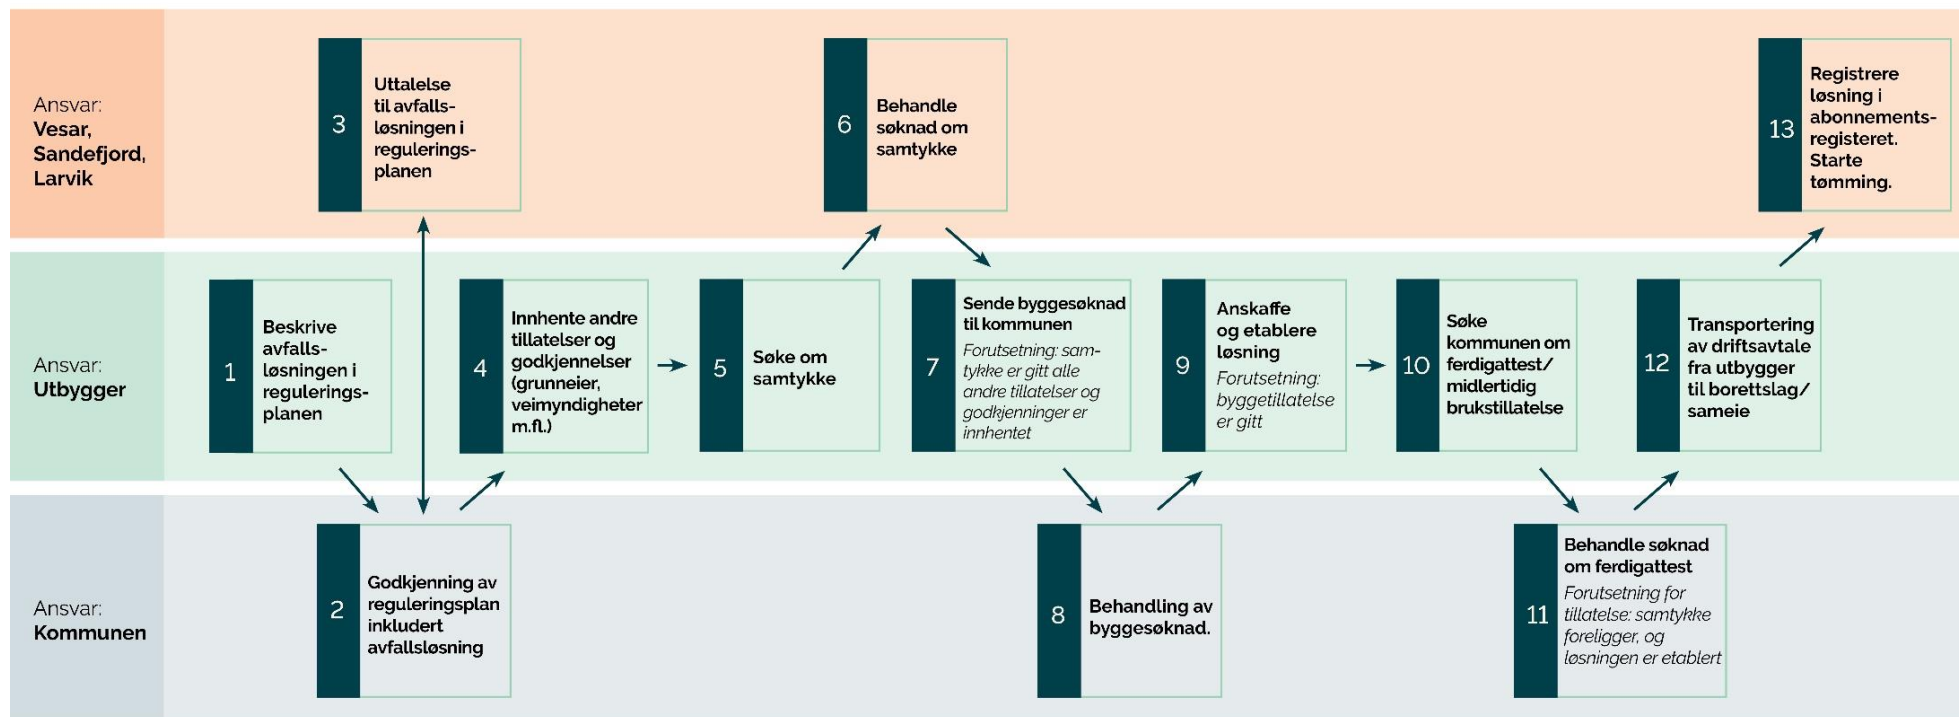 Ansvar:
Vesar,
Sandefjord,
Larvik
3
Uttalelse
til avfalls-
løsningen i
regulerings-
planen
6
Behandle
søknad om
samtykke
13
Registrere
løsning i
abonnements-
registeret.
Starte
tømming.
Ansvar:
Utbygger
1
Beskrive
avfalls-
løsningen i
regulerings-
planen
4
Innhente andre
tillatelser og
godkjennelser
(grunneier,
veimyndigheter
m.fl.)
5
Søke om
samtykke
7
Sende byggesøknad
til kommunen
Forutsetning: sam-
tykke er gitt alle
andre tillatelser og
godkjenninger er
innhentet
9
Anskaffe
og etablere
løsning
Forutsetning:
byggetillatelse
er gitt
10
Søke
kommunen om
ferdigattest/
midlertidig
brukstillatelse
12
Transportering
av driftsavtale
fra utbygger
til borettslag/
sameie
Ansvar:
Kommunen
2
Godkjenning av
reguleringsplan
inkludert
avfallsløsning
8
Behandling av
byggesøknad.
11
Behandle søknad
om ferdigattest
Forutsetning for
tillatelse: samtykke
foreligger, og
løsningen er etablert